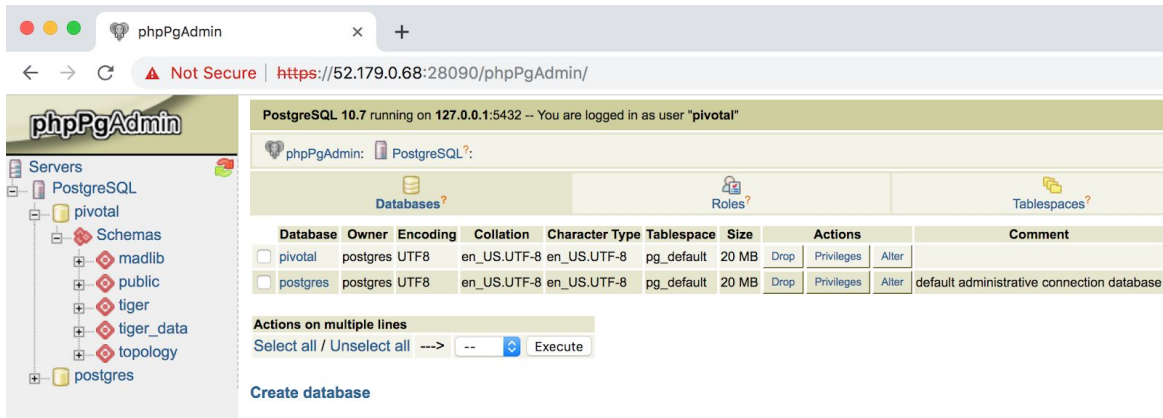 phpPgAdmin
Not Secure | https://52.179.0.68:28090/phpPgAdmin/
phpPgAdmin
Servers
PostgreSQL
pivotal
Schemas
madlib
public
tiger
tiger_data
topology
postgres
PostgreSQL 10.7 running on 127.0.0.1:5432 -- You are logged in as user "pivotal"
phpPgAdmin: PostgreSQL?:
Databases? Roles? Tablespaces?
Database Owner Encoding Collation Character Type Tablespace Size Actions Comment
pivotal postgres UTF8 en_US.UTF-8 en_US.UTF-8 pg_default 20 MB Drop Privileges Alter
postgres postgres UTF8 en_US.UTF-8 en_US.UTF-8 pg_default 20 MB Drop Privileges Alter default administrative connection database
Actions on multiple lines
Select all / Unselect all ---> -- Execute
Create database